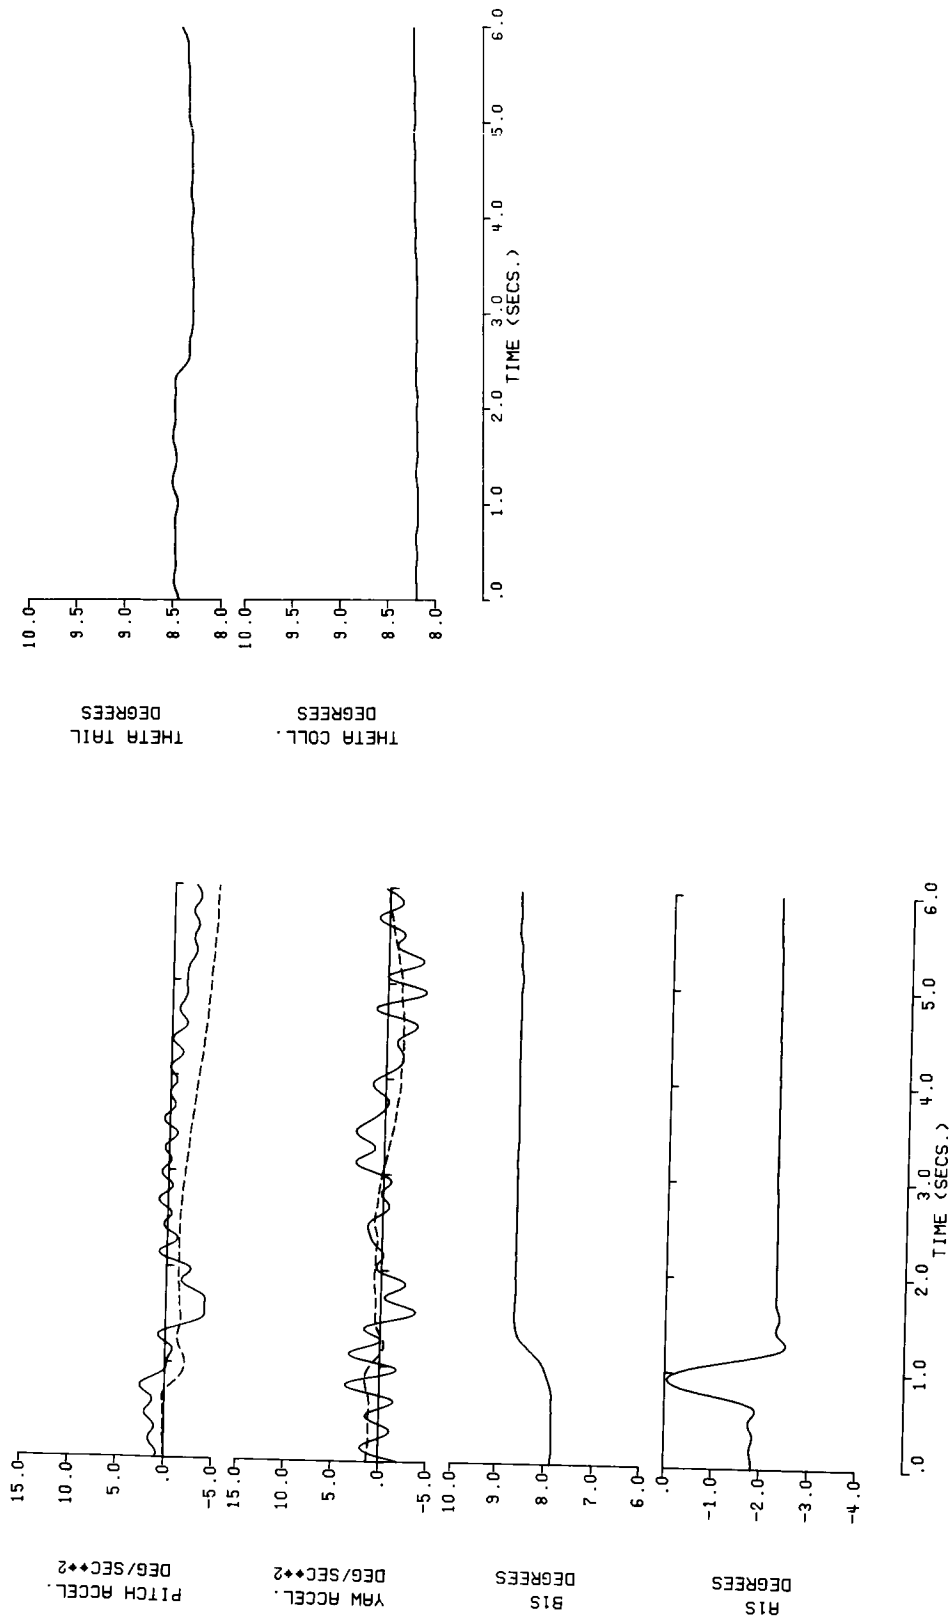 PITCH ACCEL.
DEG/SEC**2
15.0
10.0
5.0
.0
-5.0
YAW ACCEL.
DEG/SEC**2
15.0
10.0
5.0
.0
-5.0
B1S
DEGREES
10.0
9.0
8.0
7.0
6.0
A1S
DEGREES
.0
-1.0
-2.0
-3.0
-4.0
.0 1.0 2.0 3.0 4.0 5.0 6.0
TIME (SECS.)
THETA TAIL
DEGREES
10.0
9.5
9.0
8.5
8.0
THETA COLL.
DEGREES
10.0
9.5
9.0
8.5
8.0
.0 1.0 2.0 3.0 4.0 5.0 6.0
TIME (SECS.)